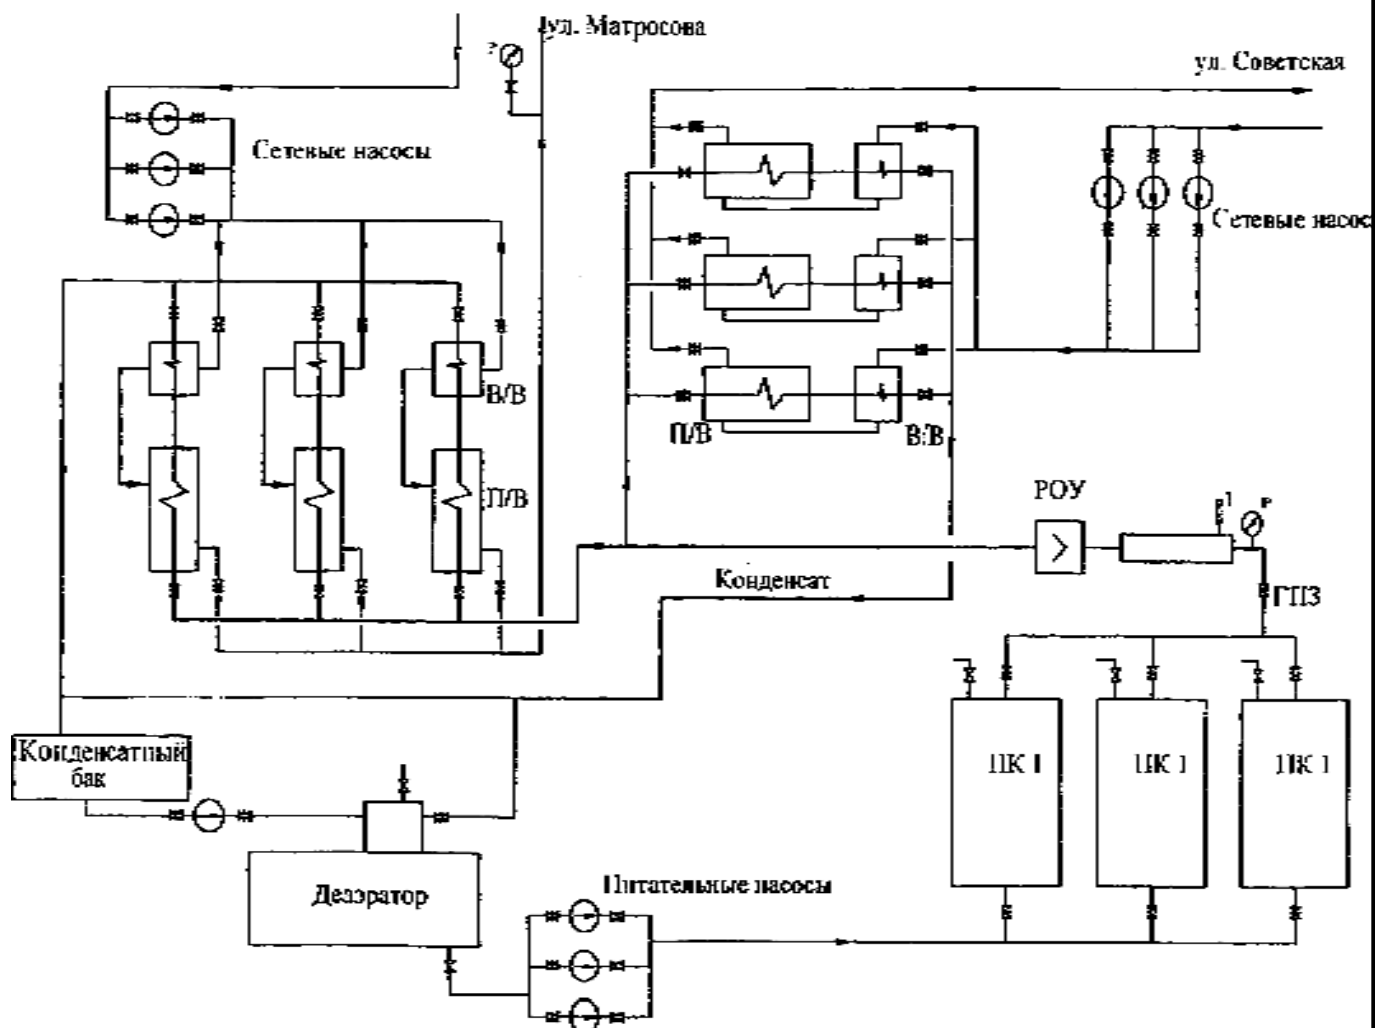 ул. Матросова
P
ул. Советская
Сетевые насосы
Сетевые насос
В/В
П/В
В/В
П/В
РОУ
P
Конденсат
ГПЗ
ПК 1
ПК 1
ПК 1
Конденсатный
бак
Деаэратор
Питательные насосы